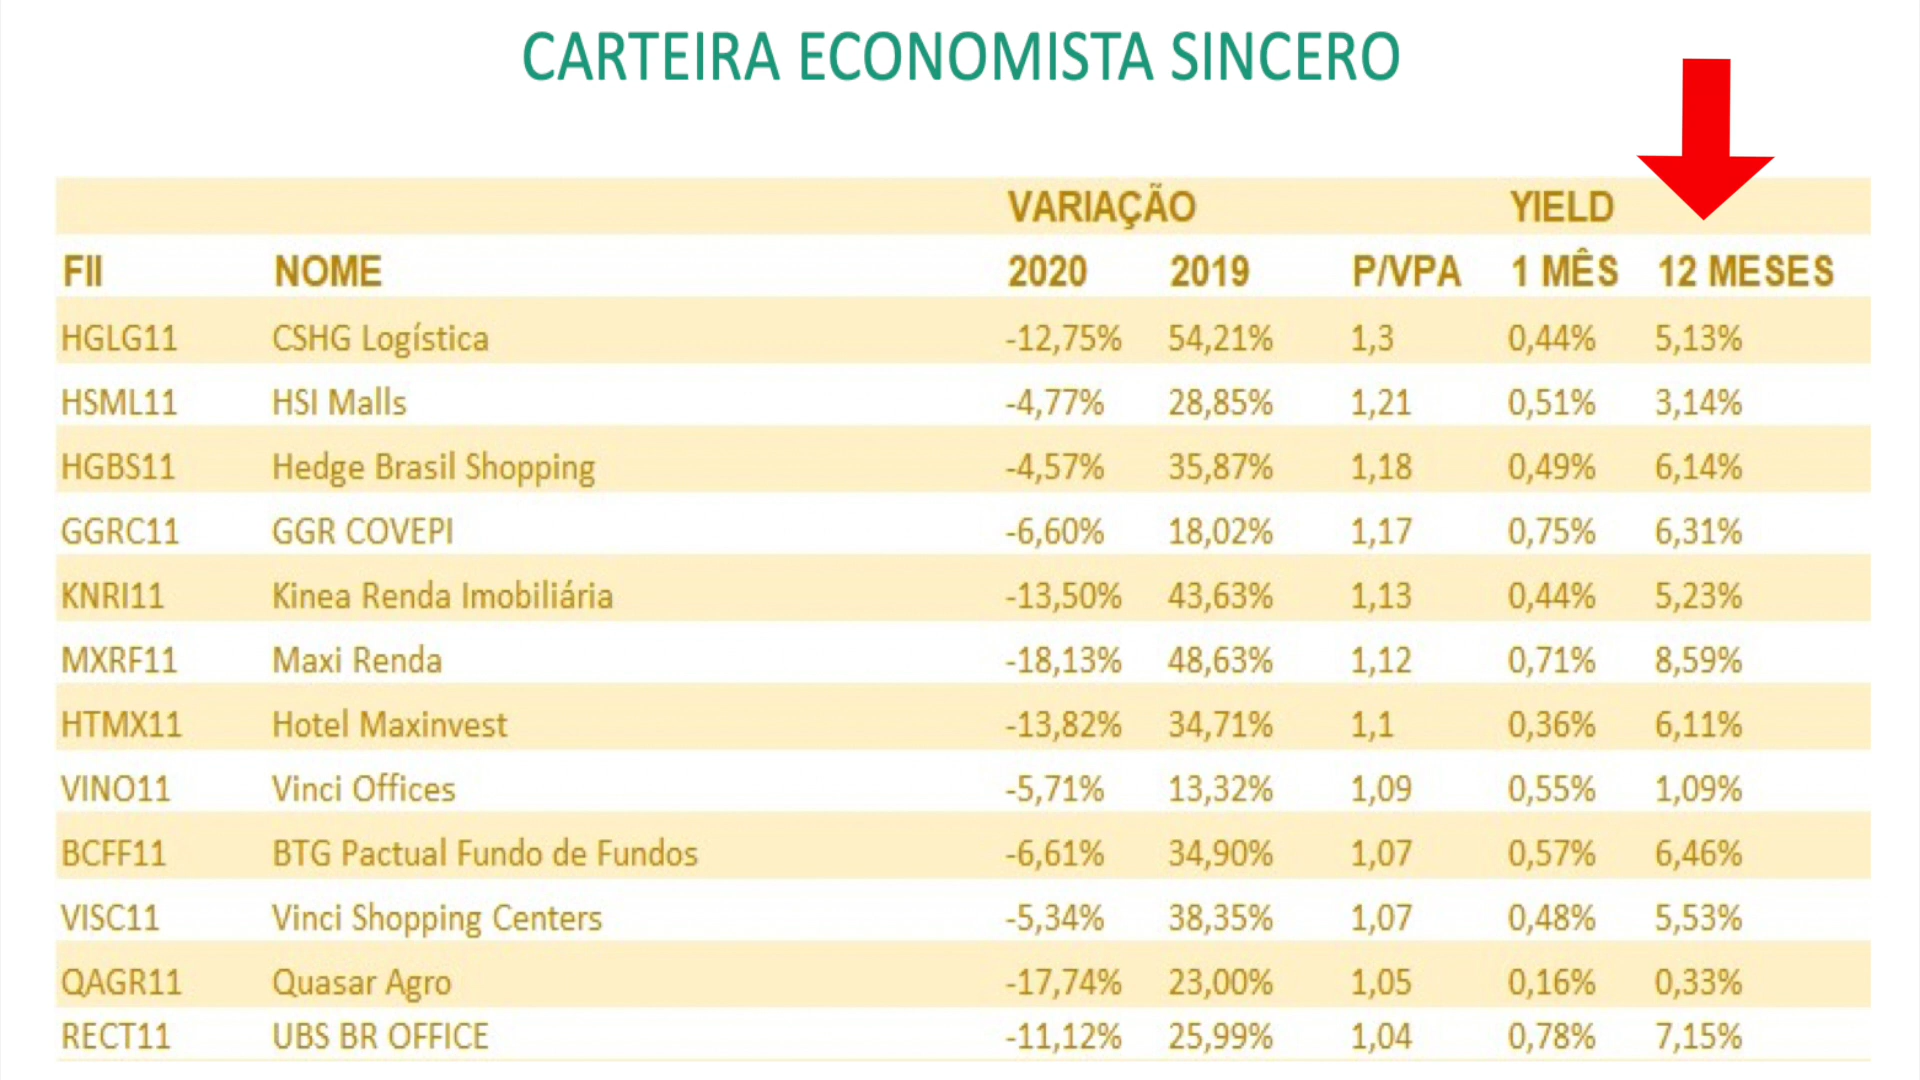 CARTEIRA ECONOMISTA SINCERO
VARIAÇÃO YIELD
FII NOME 2020 2019 P/VPA 1 MÊS 12 MESES
HGLG11 CSHG Logística -12,75% 54,21% 1,3 0,44% 5,13%
HSML11 HSI Malls -4,77% 28,85% 1,21 0,51% 3,14%
HGBS11 Hedge Brasil Shopping -4,57% 35,87% 1,18 0,49% 6,14%
GGRC11 GGR COVEPI -6,60% 18,02% 1,17 0,75% 6,31%
KNRI11 Kinea Renda Imobiliária -13,50% 43,63% 1,13 0,44% 5,23%
MXRF11 Maxi Renda -18,13% 48,63% 1,12 0,71% 8,59%
HTMX11 Hotel Maxinvest -13,82% 34,71% 1,1 0,36% 6,11%
VINO11 Vinci Offices -5,71% 13,32% 1,09 0,55% 1,09%
BCFF11 BTG Pactual Fundo de Fundos -6,61% 34,90% 1,07 0,57% 6,46%
VISC11 Vinci Shopping Centers -5,34% 38,35% 1,07 0,48% 5,53%
QAGR11 Quasar Agro -17,74% 23,00% 1,05 0,16% 0,33%
RECT11 UBS BR OFFICE -11,12% 25,99% 1,04 0,78% 7,15%